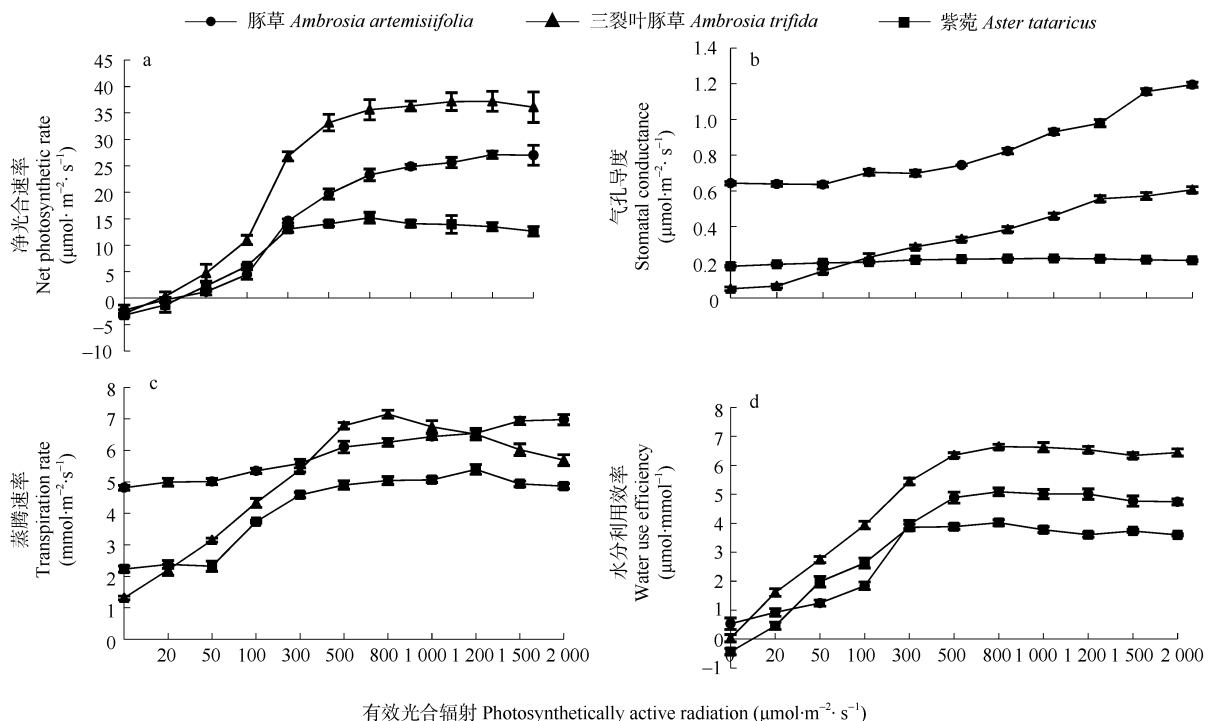 豚草 Ambrosia artemisiifolia 三裂叶豚草 Ambrosia trifida 紫菀 Aster tataricus
a
净光合速率
Net photosynthetic rate
(μmol· m⁻²· s⁻¹)
45
40
35
30
25
20
15
10
5
0
−5
−10
b
气孔导度
Stomatal conductance
(μmol·m⁻²· s⁻¹)
1.4
1.2
1.0
0.8
0.6
0.4
0.2
0
c
蒸腾速率
Transpiration rate
(mmol·m⁻²·s⁻¹)
8
7
6
5
4
3
2
1
0
20 50 100 300 500 800 1 000 1 200 1 500 2 000
d
水分利用效率
Water use efficiency
(μmol·mmol⁻¹)
8
7
6
5
4
3
2
1
0
−1
0 20 50 100 300 500 800 1 000 1 200 1 500 2 000
有效光合辐射 Photosynthetically active radiation (μmol·m⁻²· s⁻¹)